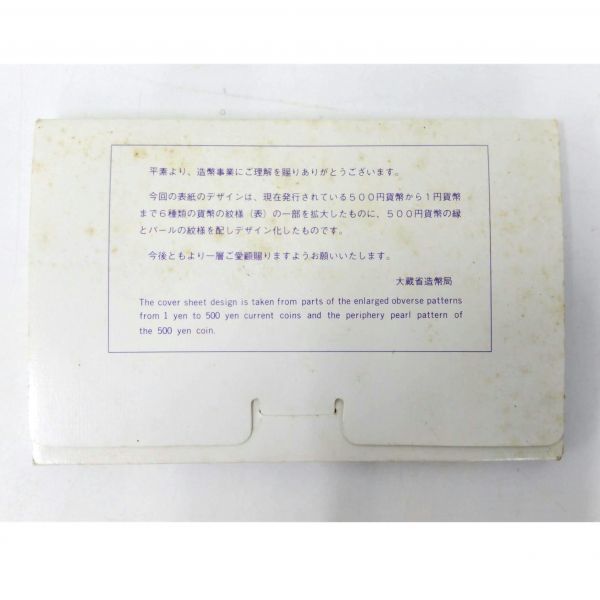 平素より、造幣事業にご理解を賜りありがとうございます。
今回の表紙のデザインは、現在発行されている５００円貨幣から１円貨幣
まで６種類の貨幣の紋様（表）の一部を拡大したものに、５００円貨幣の縁
とパールの紋様を配しデザイン化したものです。
今後ともより一層ご愛顧賜りますようお願いいたします。
大蔵省造幣局
The cover sheet design is taken from parts of the enlarged obverse patterns
from 1 yen to 500 yen current coins and the periphery pearl pattern of
the 500 yen coin.